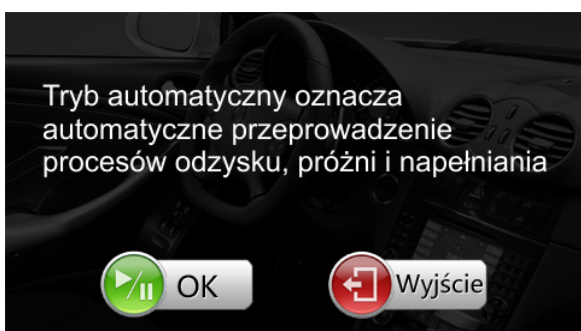 Tryb automatyczny oznacza
automatyczne przeprowadzenie
procesów odzysku, próżni i napełniania
OK
Wyjście